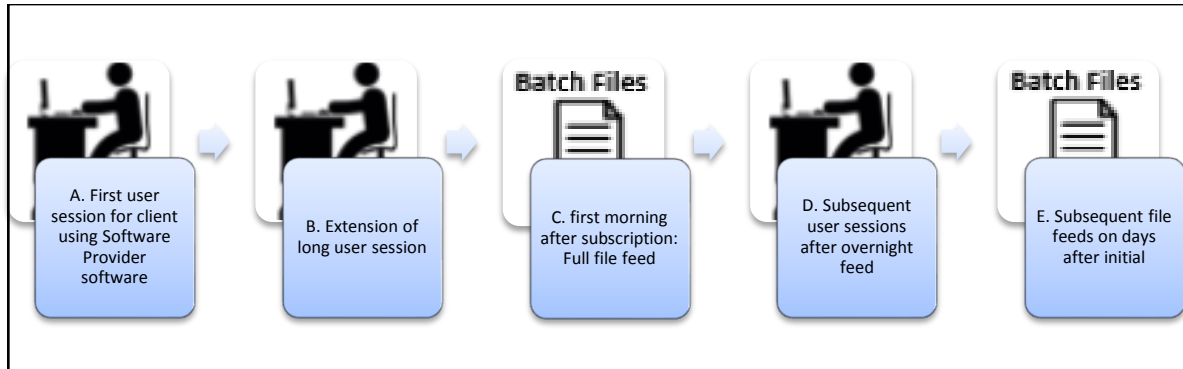 A. First user
session for client
using Software
Provider
software
B. Extension of
long user session
Batch Files
C. first morning
after subscription:
Full file feed
D. Subsequent
user sessions
after overnight
feed
Batch Files
E. Subsequent file
feeds on days
after initial